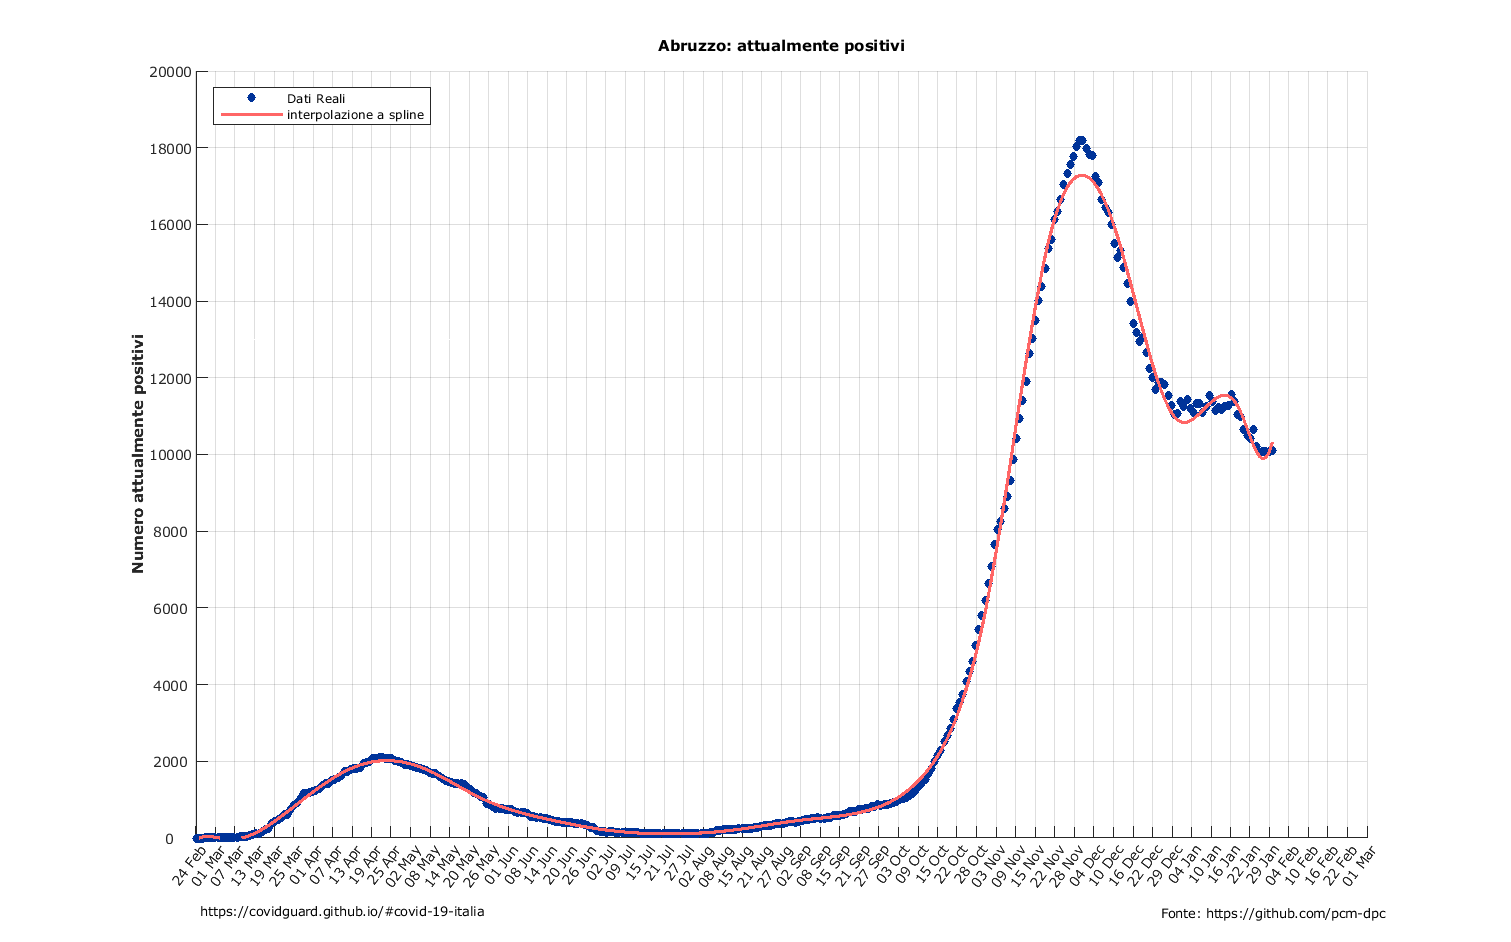 Abruzzo: attualmente positivi
Dati Reali
interpolazione a spline
Numero attualmente positivi
20000
18000
16000
14000
12000
10000
8000
6000
4000
2000
0
24 Feb
01 Mar
07 Mar
13 Mar
19 Mar
25 Mar
01 Apr
07 Apr
13 Apr
19 Apr
25 Apr
02 May
08 May
14 May
20 May
26 May
01 Jun
08 Jun
14 Jun
20 Jun
26 Jun
02 Jul
09 Jul
15 Jul
21 Jul
27 Jul
02 Aug
08 Aug
15 Aug
21 Aug
27 Aug
02 Sep
08 Sep
15 Sep
21 Sep
27 Sep
03 Oct
09 Oct
15 Oct
22 Oct
28 Oct
03 Nov
09 Nov
15 Nov
22 Nov
28 Nov
04 Dec
10 Dec
16 Dec
22 Dec
29 Dec
04 Jan
10 Jan
16 Jan
22 Jan
29 Jan
04 Feb
10 Feb
16 Feb
22 Feb
01 Mar
https://covidguard.github.io/#covid-19-italia
Fonte: https://github.com/pcm-dpc